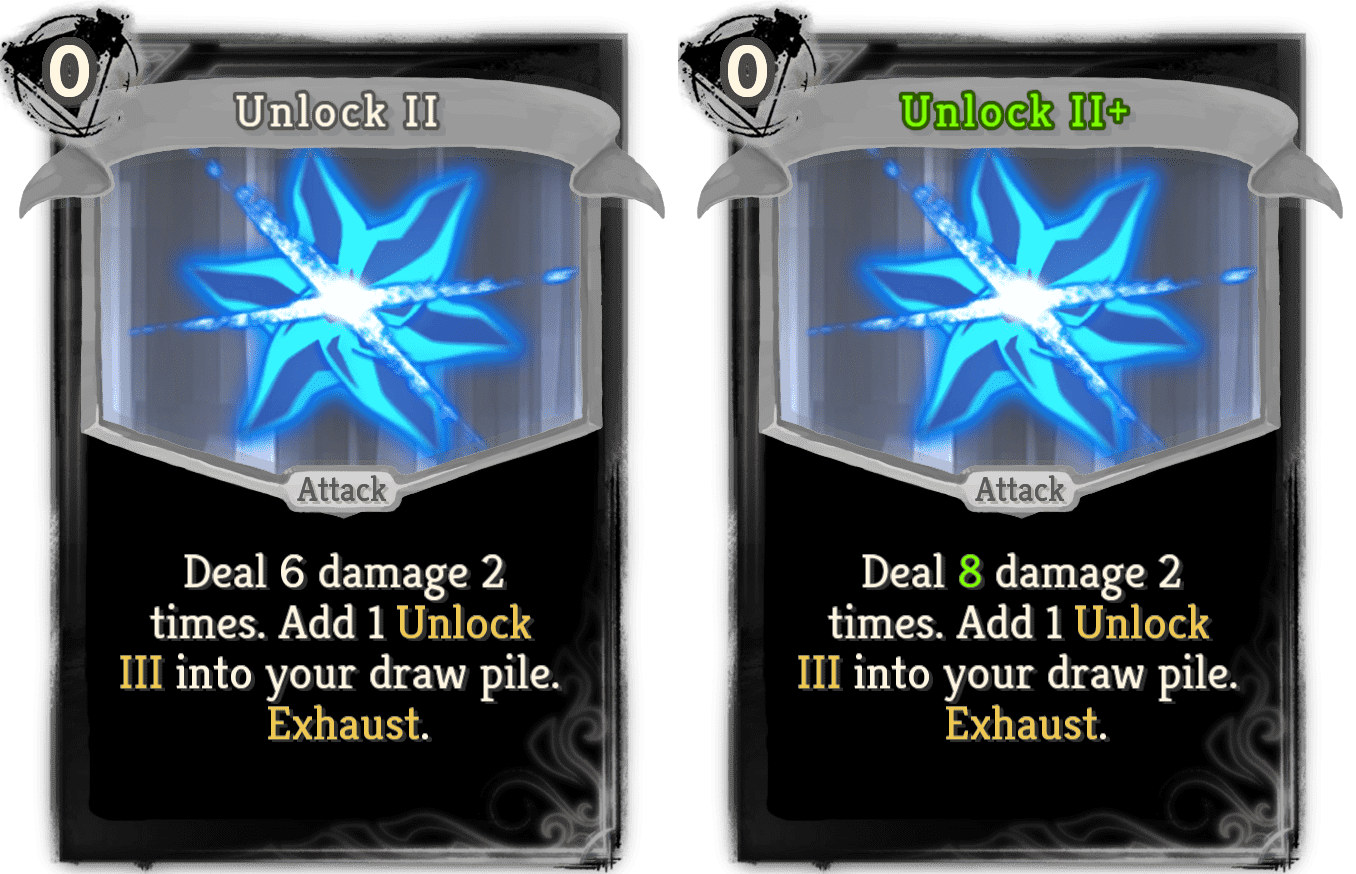 0
Unlock II
Attack
Deal 6 damage 2
times. Add 1 Unlock
III into your draw pile.
Exhaust.
0
Unlock II+
Attack
Deal 8 damage 2
times. Add 1 Unlock
III into your draw pile.
Exhaust.